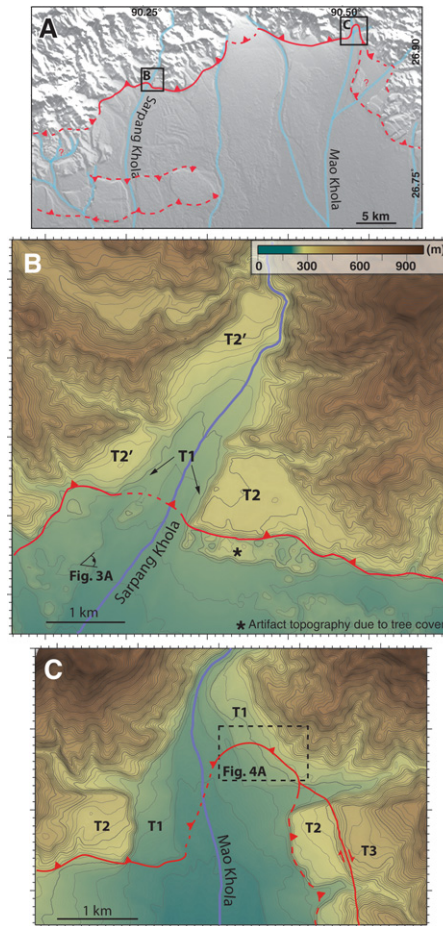 A
90.25
90.50
C
B
26.90
Sarpang Khola
Mao Khola
26.75
5 km
B
(m)
0 300 600 900
T2'
T2'
T1
T2
Sarpang Khola
Fig. 3A
*
1 km
* Artifact topography due to tree cover
C
T1
Fig. 4A
T2
T1
T2
T3
Mao Khola
1 km